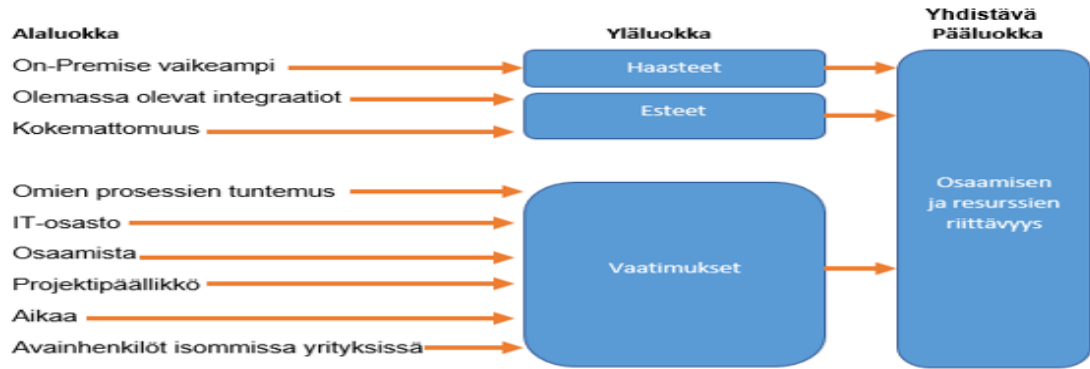 Alaluokka
Yläluokka
Yhdistävä
Pääluokka
On-Premise vaikeampi
Haasteet
Olemassa olevat integraatiot
Esteet
Kokemattomuus
Omien prosessien tuntemus
IT-osasto
Osaamista
Projektipäällikkö
Aikaa
Avainhenkilöt isommissa yrityksissä
Vaatimukset
Osaamisen
ja resurssien
riittävyys